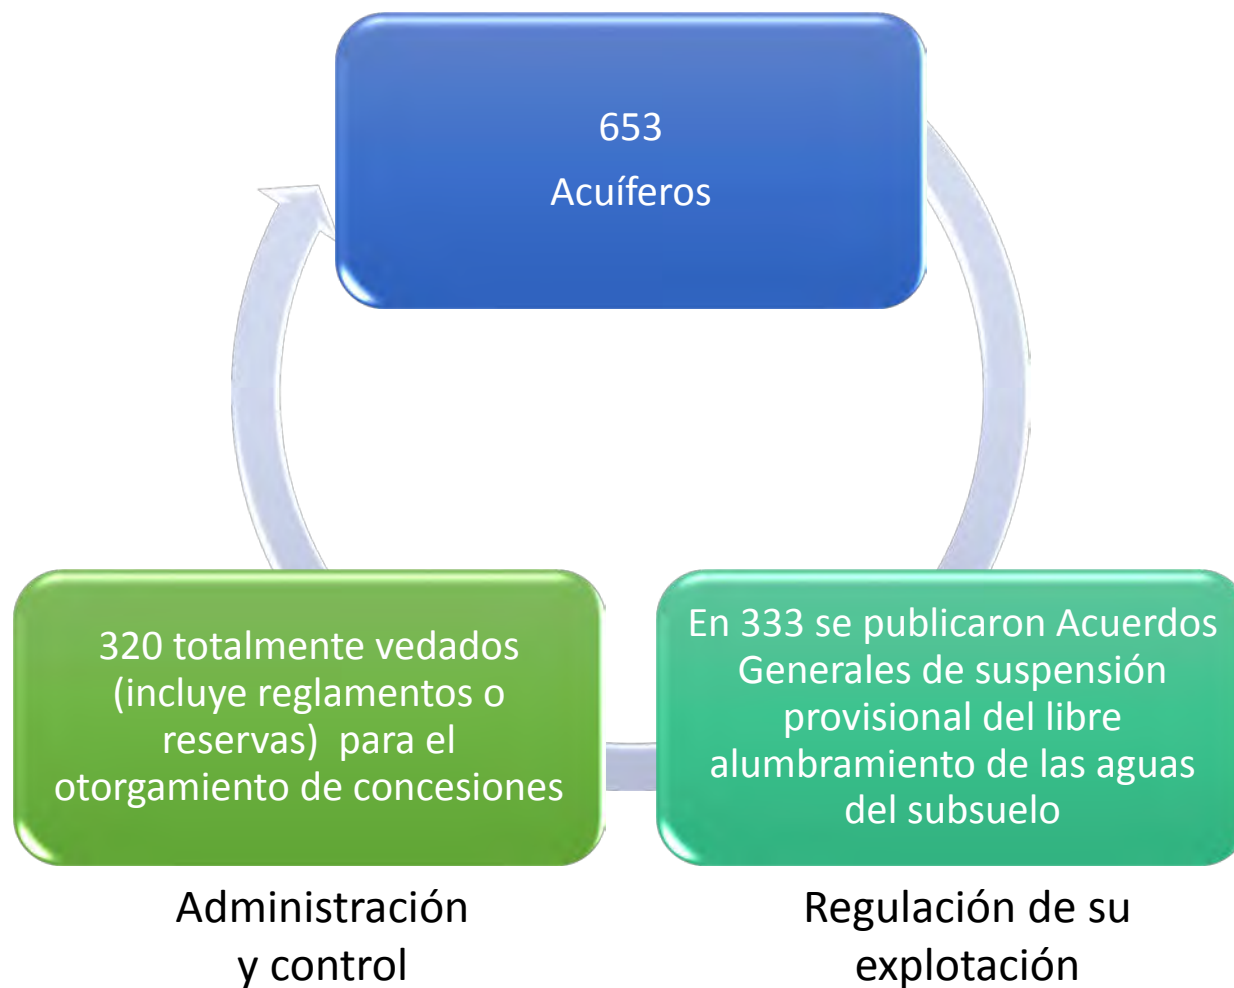 653
Acuíferos
320 totalmente vedados
(incluye reglamentos o
reservas) para el
otorgamiento de concesiones
En 333 se publicaron Acuerdos
Generales de suspensión
provisional del libre
alumbramiento de las aguas
del subsuelo
Administración
y control
Regulación de su
explotación